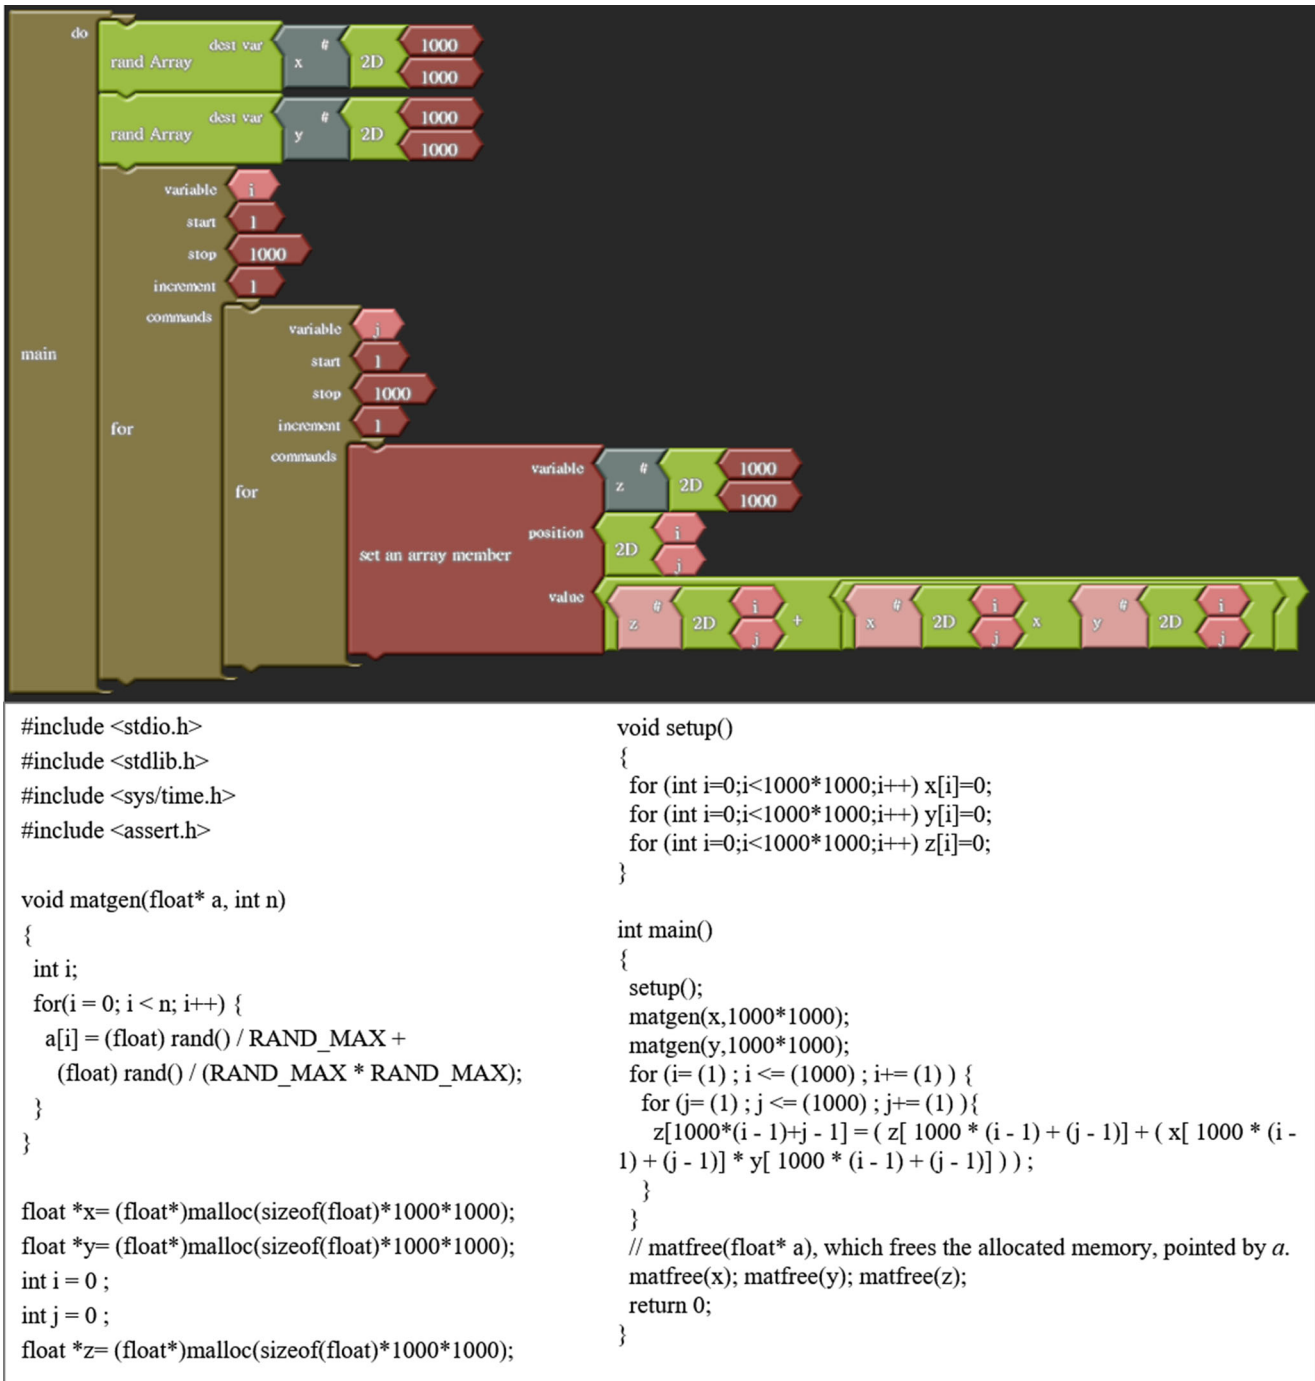 do
rand Array dest var x # 2D 1000
1000
rand Array dest var y # 2D 1000
1000
variable i
start 1
stop 1000
increment 1
commands
variable j
start 1
stop 1000
increment 1
commands
main
for
for
set an array member
variable z # 2D 1000
1000
position 2D i
j
value z # 2D i j + x # 2D i j x y # 2D i j
#include <stdio.h>
#include <stdlib.h>
#include <sys/time.h>
#include <assert.h>
void matgen(float* a, int n)
{
int i;
for(i = 0; i < n; i++) {
a[i] = (float) rand() / RAND_MAX +
(float) rand() / (RAND_MAX * RAND_MAX);
}
}
float *x= (float*)malloc(sizeof(float)*1000*1000);
float *y= (float*)malloc(sizeof(float)*1000*1000);
int i = 0 ;
int j = 0 ;
float *z= (float*)malloc(sizeof(float)*1000*1000);
void setup()
{
for (int i=0;i<1000*1000;i++) x[i]=0;
for (int i=0;i<1000*1000;i++) y[i]=0;
for (int i=0;i<1000*1000;i++) z[i]=0;
}
int main()
{
setup();
matgen(x,1000*1000);
matgen(y,1000*1000);
for (i= (1) ; i <= (1000) ; i+= (1) ) {
for (j= (1) ; j <= (1000) ; j+= (1) ){
z[1000*(i - 1)+j - 1] = ( z[ 1000 * (i - 1) + (j - 1)] + ( x[ 1000 * (i -
1) + (j - 1)] * y[ 1000 * (i - 1) + (j - 1)] ) ) ;
}
}
// matfree(float* a), which frees the allocated memory, pointed by a.
matfree(x); matfree(y); matfree(z);
return 0;
}